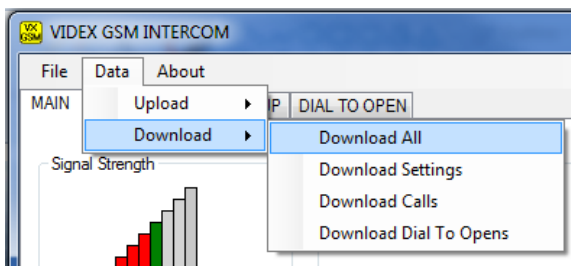 VX GSM VIDEX GSM INTERCOM
File Data About
MAIN Upload UP DIAL TO OPEN
Download Download All
Signal Strength Download Settings
Download Calls
Download Dial To Opens